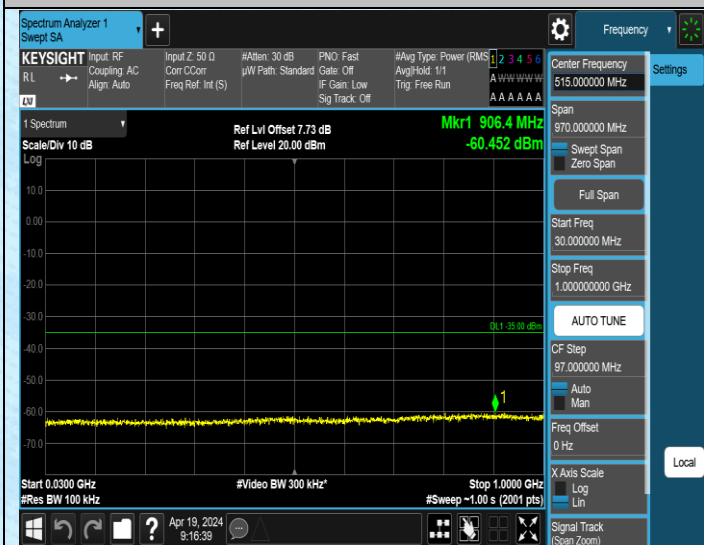 Spectrum Analyzer 1
Swept SA
+
Frequency
KEYSIGHT
RL
LXI
Input: RF
Coupling: AC
Align: Auto
Input Z: 50 Ω
Corr CCorr
Freq Ref: Int (S)
#Atten: 30 dB
µW Path: Standard
PNO: Fast
Gate: Off
IF Gain: Low
Sig Track: Off
#Avg Type: Power (RMS
Avg|Hold: 1/1
Trig: Free Run
1 2 3 4 5 6
A W W W W W
A A A A A A
Center Frequency
515.000000 MHz
Settings
Span
970.000000 MHz
Swept Span
Zero Span
Full Span
Start Freq
30.000000 MHz
Stop Freq
1.000000000 GHz
AUTO TUNE
CF Step
97.000000 MHz
Auto
Man
Freq Offset
0 Hz
X Axis Scale
Log
Lin
Signal Track
(Span Zoom)
Local
1 Spectrum
Scale/Div 10 dB
Log
Ref Lvl Offset 7.73 dB
Ref Level 20.00 dBm
Mkr1 906.4 MHz
-60.452 dBm
10.0
0.00
-10.0
-20.0
-30.0
DL1 -35.00 dBm
-40.0
-50.0
1
-60.0
-70.0
Start 0.0300 GHz
#Res BW 100 kHz
#Video BW 300 kHz*
Stop 1.0000 GHz
#Sweep ~1.00 s (2001 pts)
?
Apr 19, 2024
9:16:39